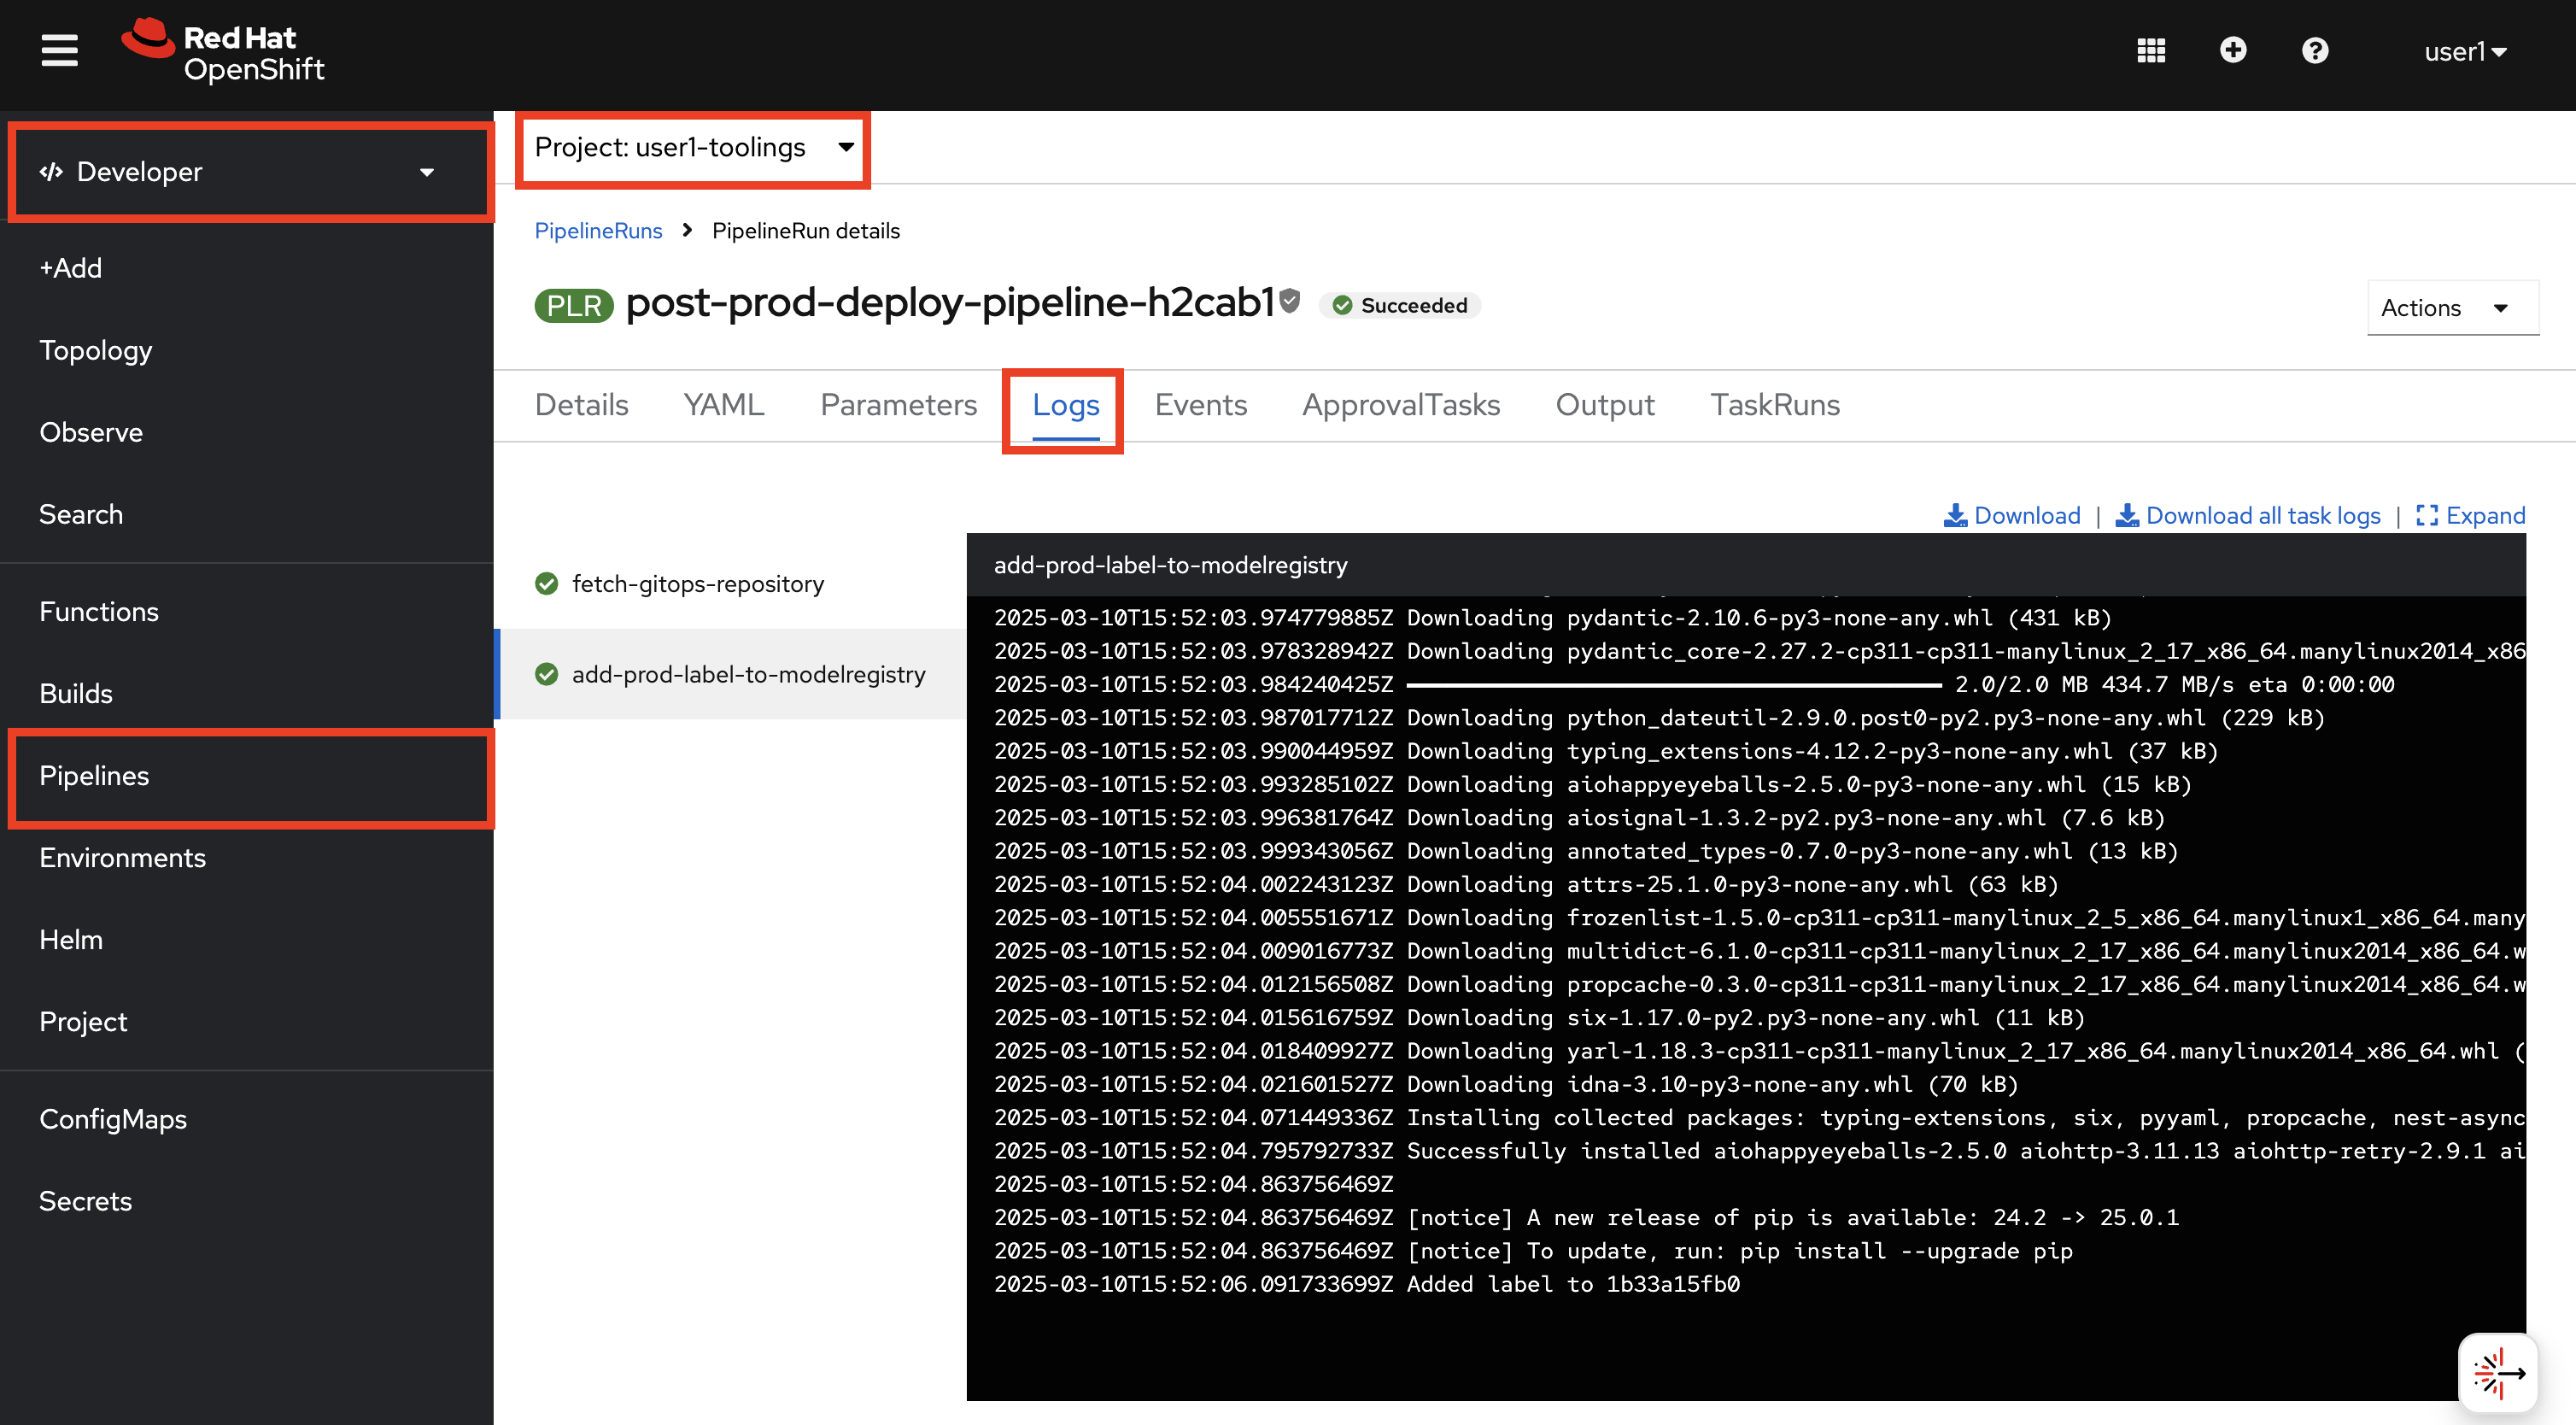 Red Hat
OpenShift
user1
Developer
+Add
Topology
Observe
Search
Functions
Builds
Pipelines
Environments
Helm
Project
ConfigMaps
Secrets
Project: user1-toolings
PipelineRuns > PipelineRun details
PLR post-prod-deploy-pipeline-h2cab1 Succeeded
Actions
Details YAML Parameters Logs Events ApprovalTasks Output TaskRuns
Download | Download all task logs | Expand
fetch-gitops-repository
add-prod-label-to-modelregistry
add-prod-label-to-modelregistry
2025-03-10T15:52:03.974779885Z Downloading pydantic-2.10.6-py3-none-any.whl (431 kB)
2025-03-10T15:52:03.978328942Z Downloading pydantic_core-2.27.2-cp311-cp311-manylinux_2_17_x86_64.manylinux2014_x86
2025-03-10T15:52:03.984240425Z 2.0/2.0 MB 434.7 MB/s eta 0:00:00
2025-03-10T15:52:03.987017712Z Downloading python_dateutil-2.9.0.post0-py2.py3-none-any.whl (229 kB)
2025-03-10T15:52:03.990044959Z Downloading typing_extensions-4.12.2-py3-none-any.whl (37 kB)
2025-03-10T15:52:03.993285102Z Downloading aiohappyeyeballs-2.5.0-py3-none-any.whl (15 kB)
2025-03-10T15:52:03.996381764Z Downloading aiosignal-1.3.2-py2.py3-none-any.whl (7.6 kB)
2025-03-10T15:52:03.999343056Z Downloading annotated_types-0.7.0-py3-none-any.whl (13 kB)
2025-03-10T15:52:04.002243123Z Downloading attrs-25.1.0-py3-none-any.whl (63 kB)
2025-03-10T15:52:04.005551671Z Downloading frozenlist-1.5.0-cp311-cp311-manylinux_2_5_x86_64.manylinux1_x86_64.many
2025-03-10T15:52:04.009016773Z Downloading multidict-6.1.0-cp311-cp311-manylinux_2_17_x86_64.manylinux2014_x86_64.w
2025-03-10T15:52:04.012156508Z Downloading propcache-0.3.0-cp311-cp311-manylinux_2_17_x86_64.manylinux2014_x86_64.w
2025-03-10T15:52:04.015616759Z Downloading six-1.17.0-py2.py3-none-any.whl (11 kB)
2025-03-10T15:52:04.018409927Z Downloading yarl-1.18.3-cp311-cp311-manylinux_2_17_x86_64.manylinux2014_x86_64.whl (
2025-03-10T15:52:04.021601527Z Downloading idna-3.10-py3-none-any.whl (70 kB)
2025-03-10T15:52:04.071449336Z Installing collected packages: typing-extensions, six, pyyaml, propcache, nest-async
2025-03-10T15:52:04.795792733Z Successfully installed aiohappyeyeballs-2.5.0 aiohttp-3.11.13 aiohttp-retry-2.9.1 ai
2025-03-10T15:52:04.863756469Z
2025-03-10T15:52:04.863756469Z [notice] A new release of pip is available: 24.2 -> 25.0.1
2025-03-10T15:52:04.863756469Z [notice] To update, run: pip install --upgrade pip
2025-03-10T15:52:06.091733699Z Added label to 1b33a15fb0